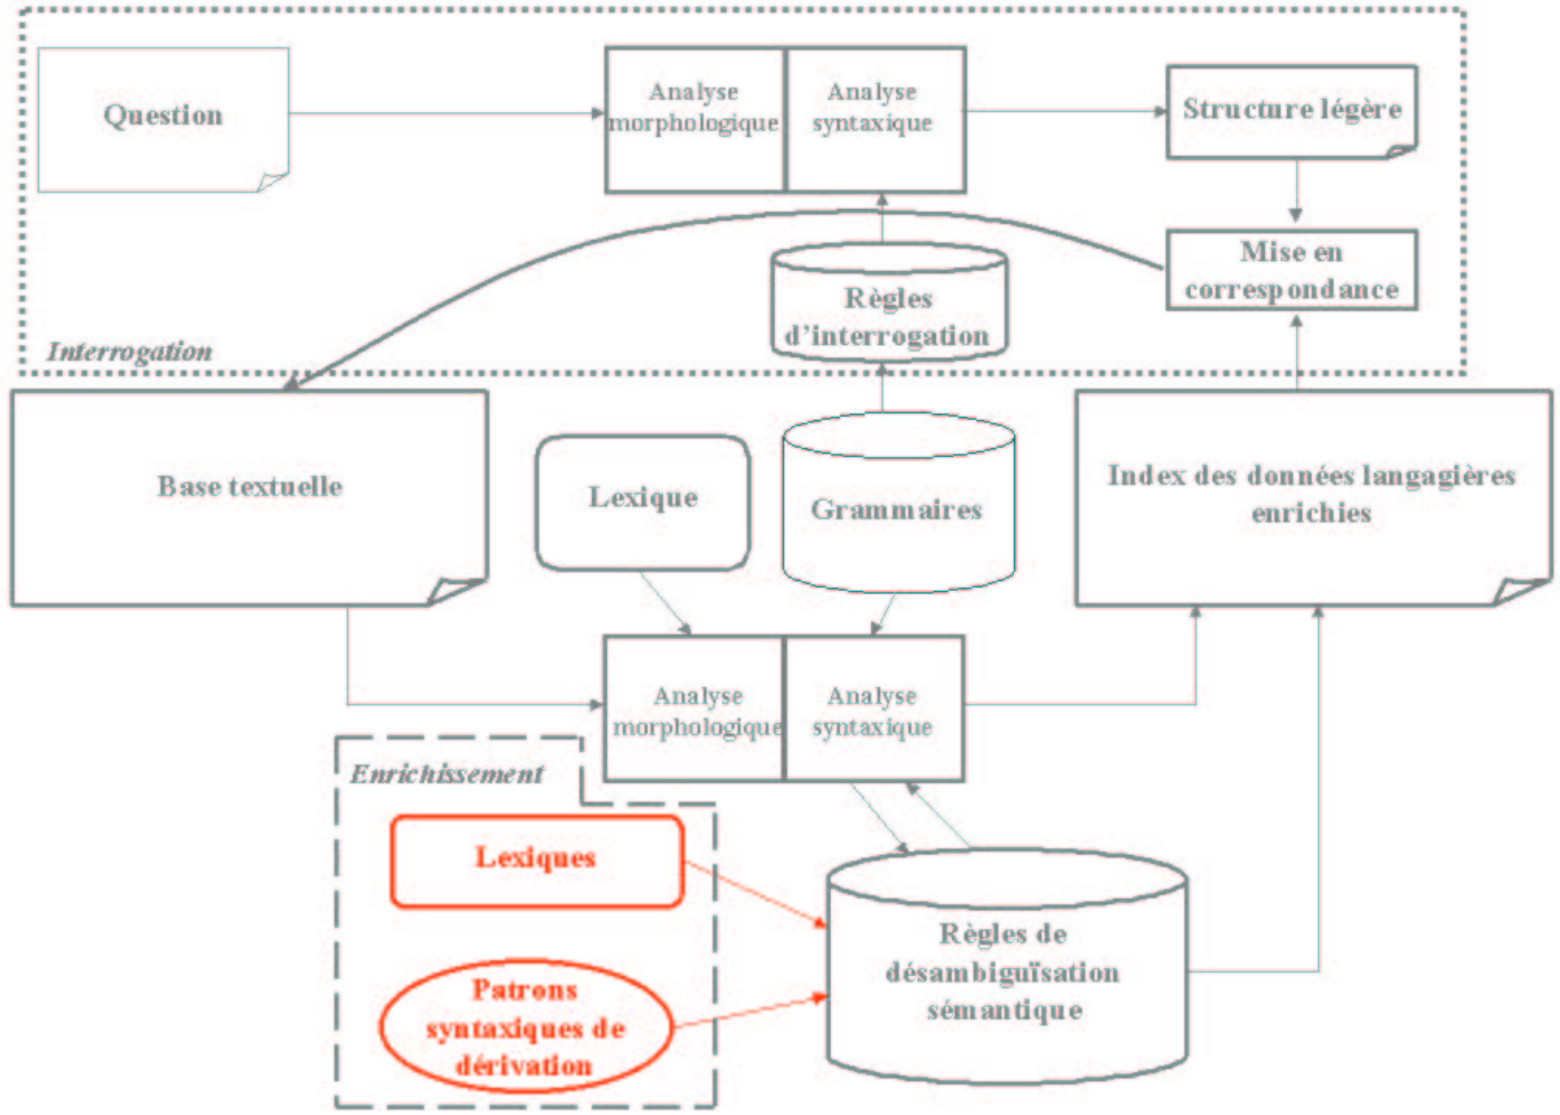 Question
Analyse
morphologique
Analyse
syntaxique
Structure légère
Mise en
correspondance
Règles
d'interrogation
Interrogation
Base textuelle
Lexique
Grammaires
Index des données langagières
enrichies
Analyse
morphologique
Analyse
syntaxique
Enrichissement
Lexiques
Patrons
syntaxiques de
dérivation
Règles de
désambiguïsation
sémantique